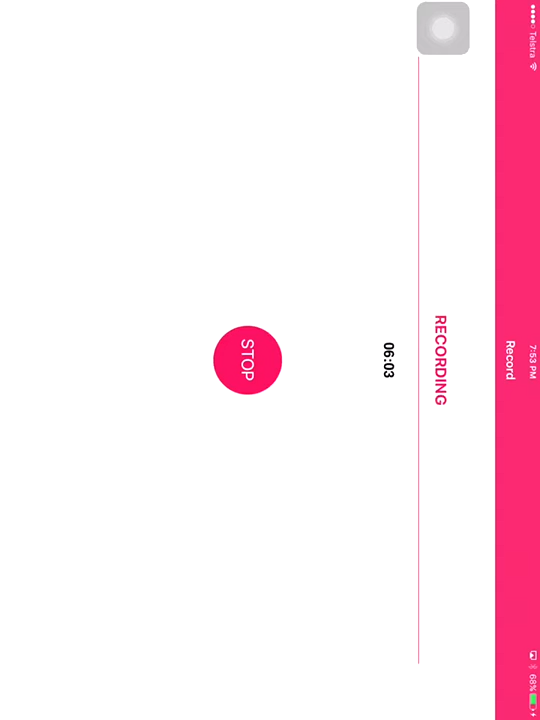 Telstra 7:53 PM 68%
Record
RECORDING
06:03
STOP